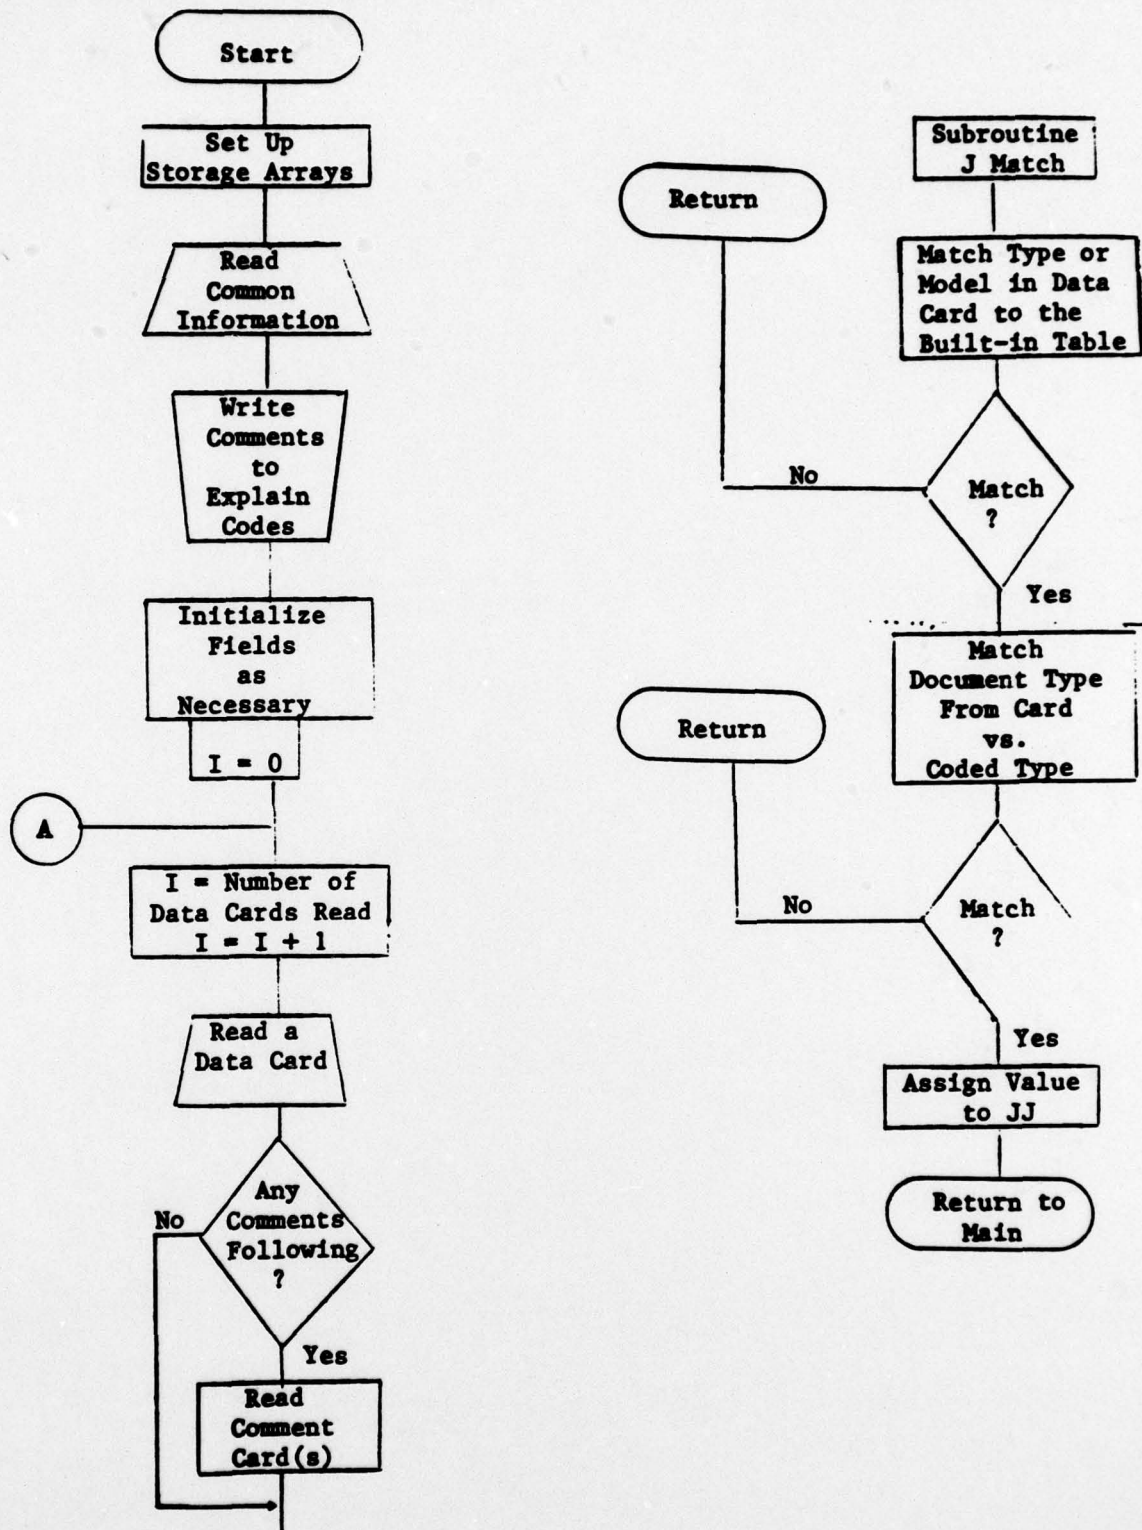 Start
Set Up
Storage Arrays
Read
Common
Information
Write
Comments
to
Explain
Codes
Initialize
Fields
as
Necessary
I = 0
A
I = Number of
Data Cards Read
I = I + 1
Read a
Data Card
Any
Comments
Following
?
No
Yes
Read
Comment
Card(s)
Subroutine
J Match
Match Type or
Model in Data
Card to the
Built-in Table
Match
?
No
Return
Yes
Match
Document Type
From Card
vs.
Coded Type
Match
?
No
Return
Yes
Assign Value
to JJ
Return to
Main